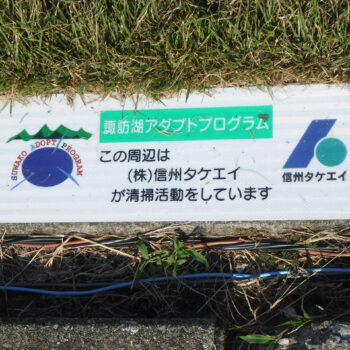 諏訪湖アダプトプログラム
この周辺は
(株)信州タケエイ
が清掃活動をしています
SUWAKO ADOPT PROGRAM
信州タケエイ